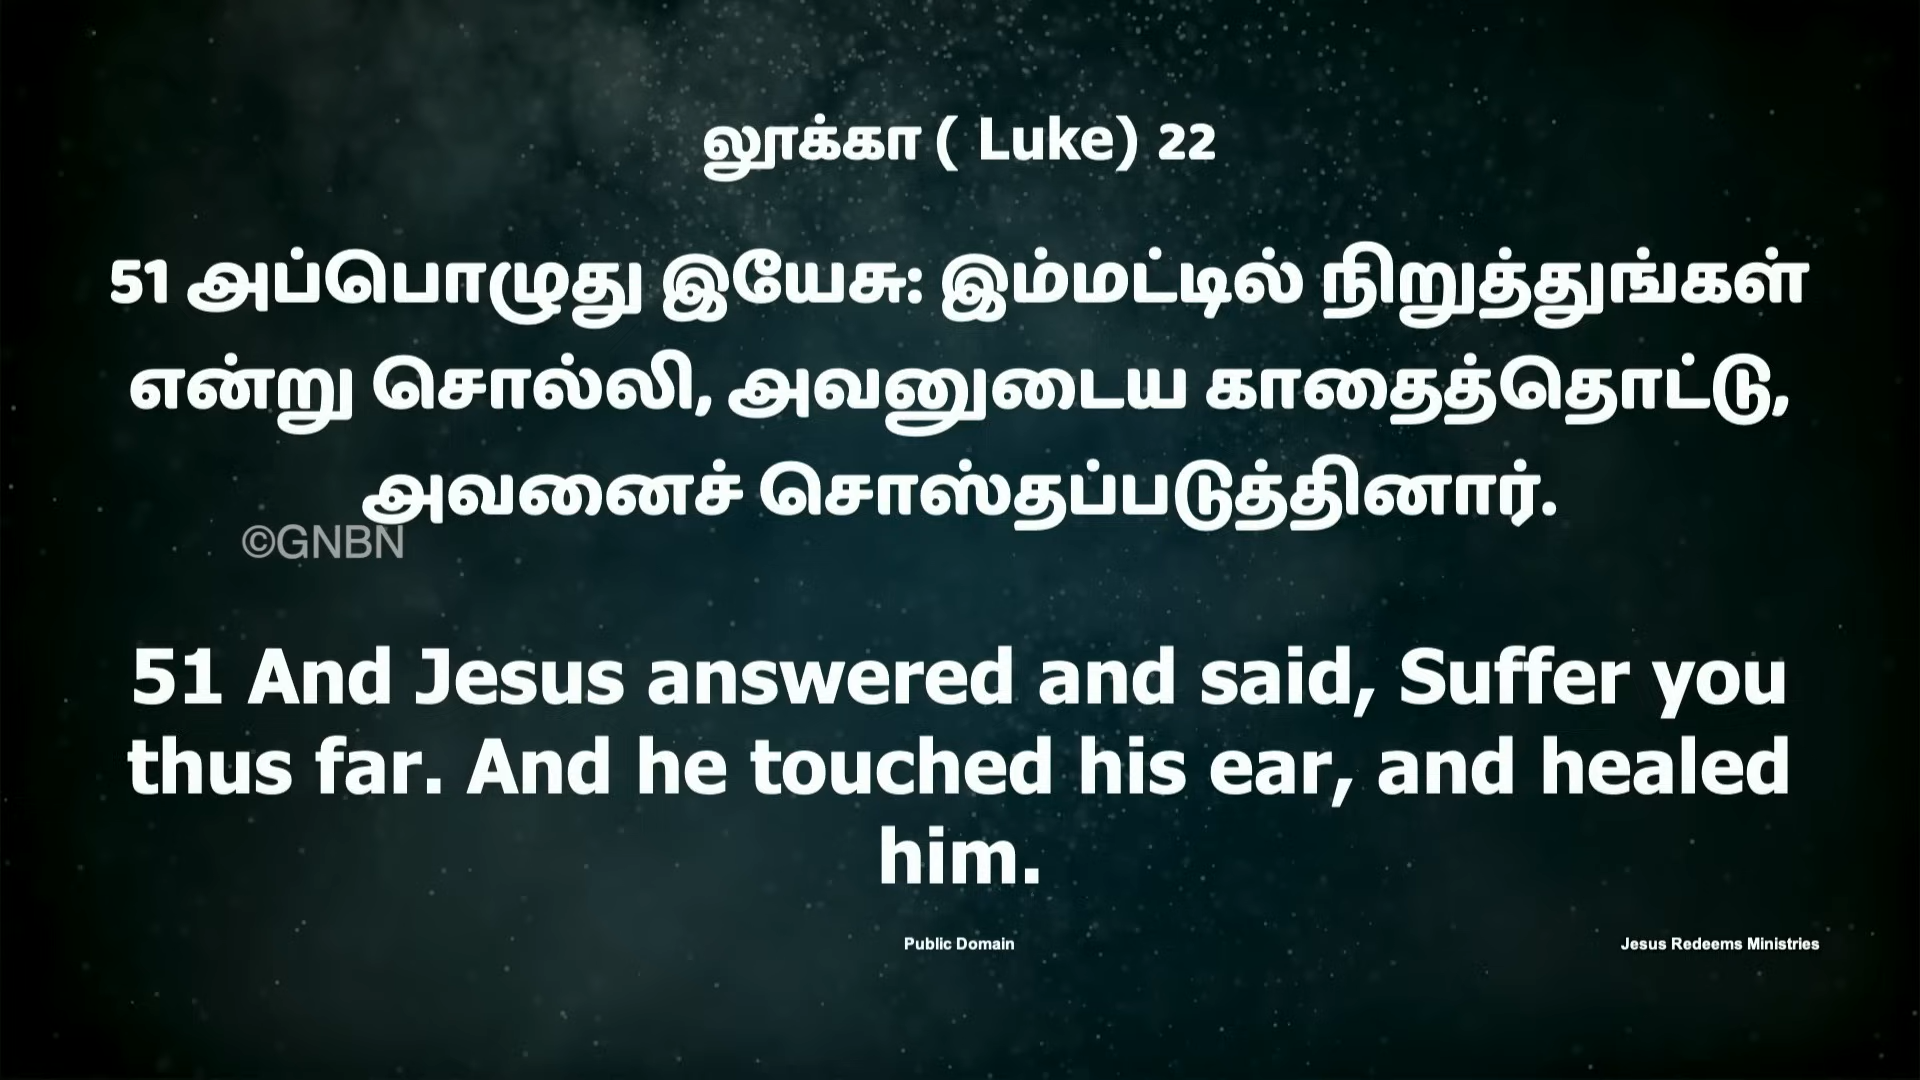 லூக்கா ( Luke) 22
51 அப்பொழுது இயேசு: இம்மட்டில் நிறுத்துங்கள்
என்று சொல்லி, அவனுடைய காதைத்தொட்டு,
அவனைச் சொஸ்தப்படுத்தினார்.
©GNBN
51 And Jesus answered and said, Suffer you
thus far. And he touched his ear, and healed
him.
Public Domain
Jesus Redeems Ministries